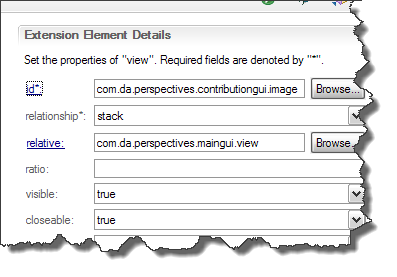 Extension Element Details
Set the properties of "view". Required fields are denoted by "*".
id*: com.da.perspectives.contributiongui.image Browse...
relationship*: stack
relative: com.da.perspectives.maingui.view Browse...
ratio:
visible: true
closeable: true